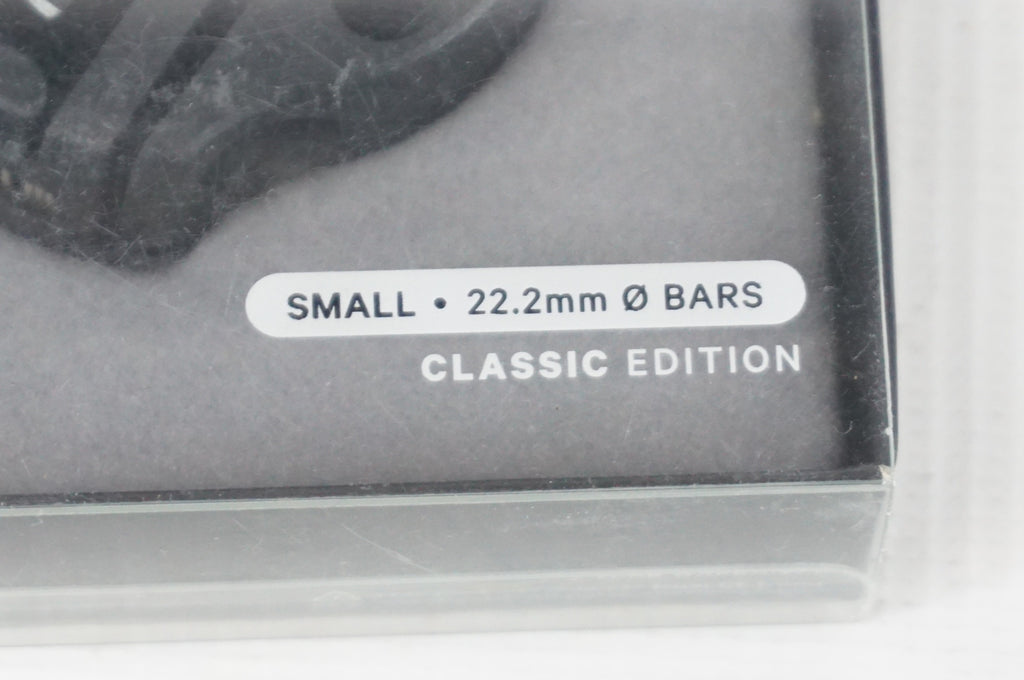 SMALL • 22.2mm Ø BARS
CLASSIC EDITION